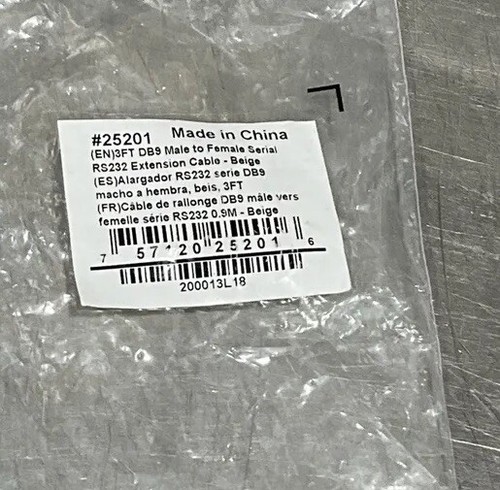 #25201 Made in China
(EN)3FT DB9 Male to Female Serial
RS232 Extension Cable - Beige
(ES)Alargador RS232 serie DB9
macho a hembra, beis, 3FT
(FR)Câble de rallonge DB9 mâle vers
femelle série RS232 0.9M - Beige
7 57120 25201 6
200013L18